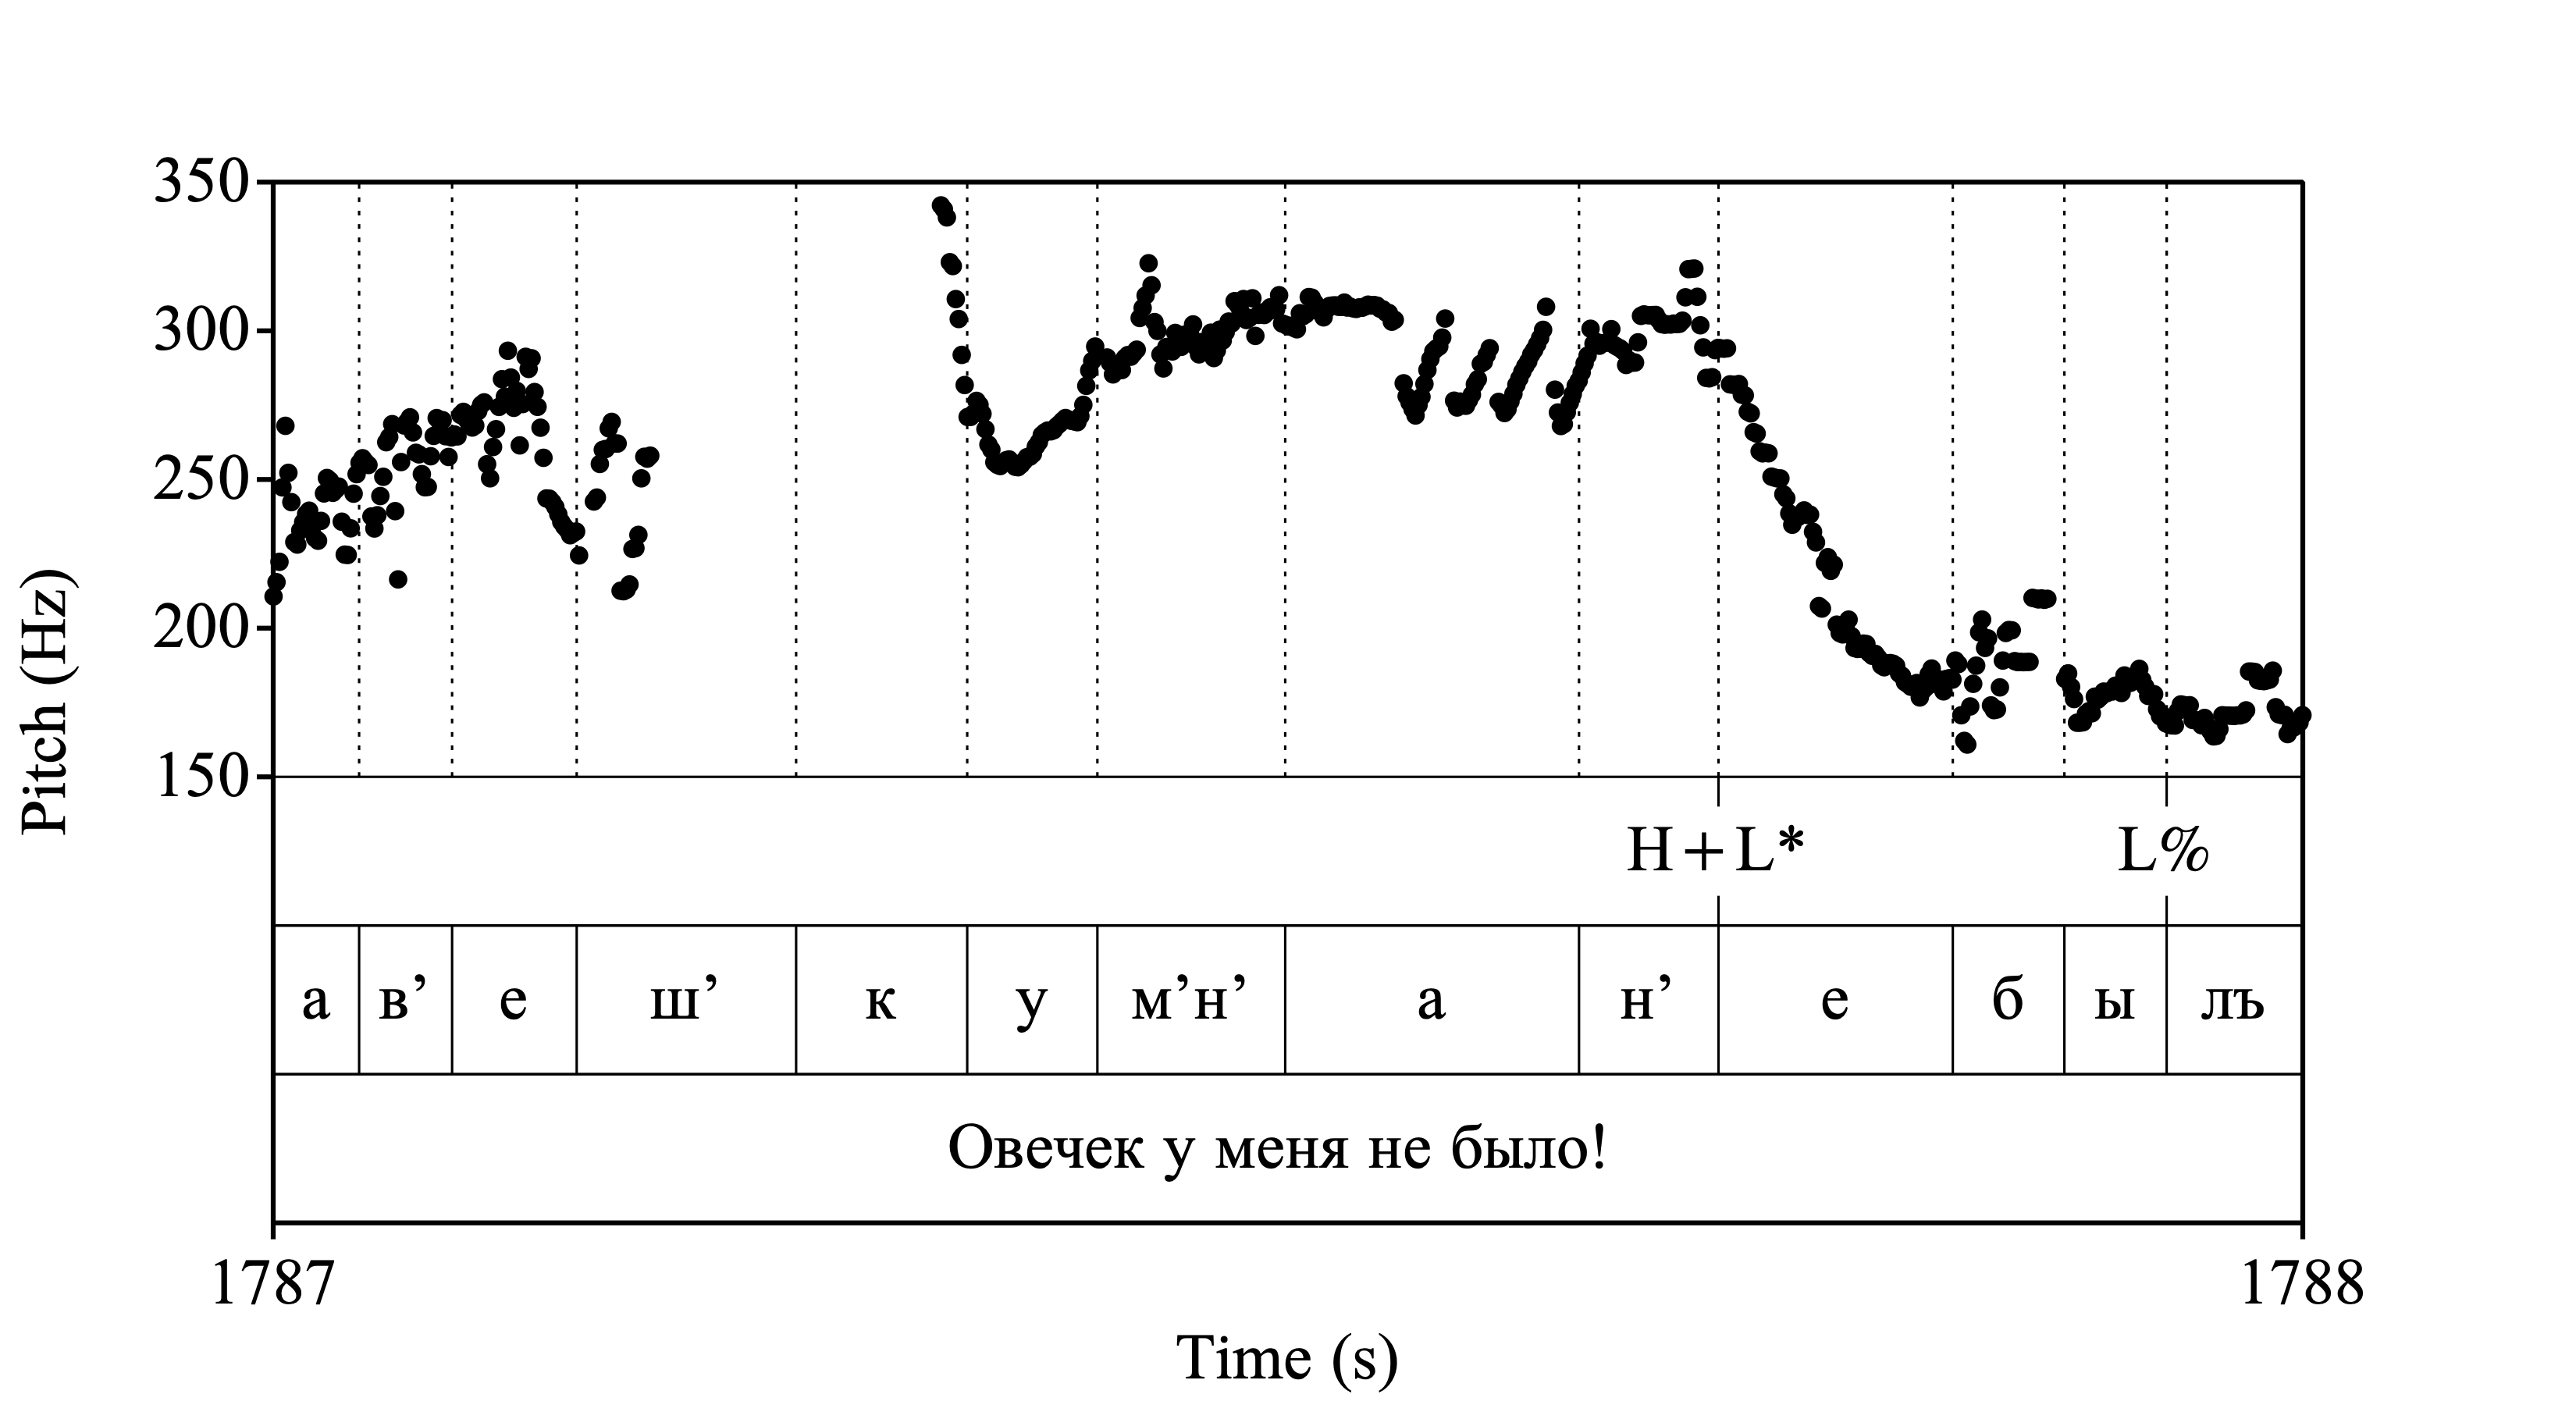 350
300
250
200
150
Pitch (Hz)
H+L* L%
а в’ е ш’ к у м’н’ а н’ е б ы лъ
Овечек у меня не было!
1787 1788
Time (s)